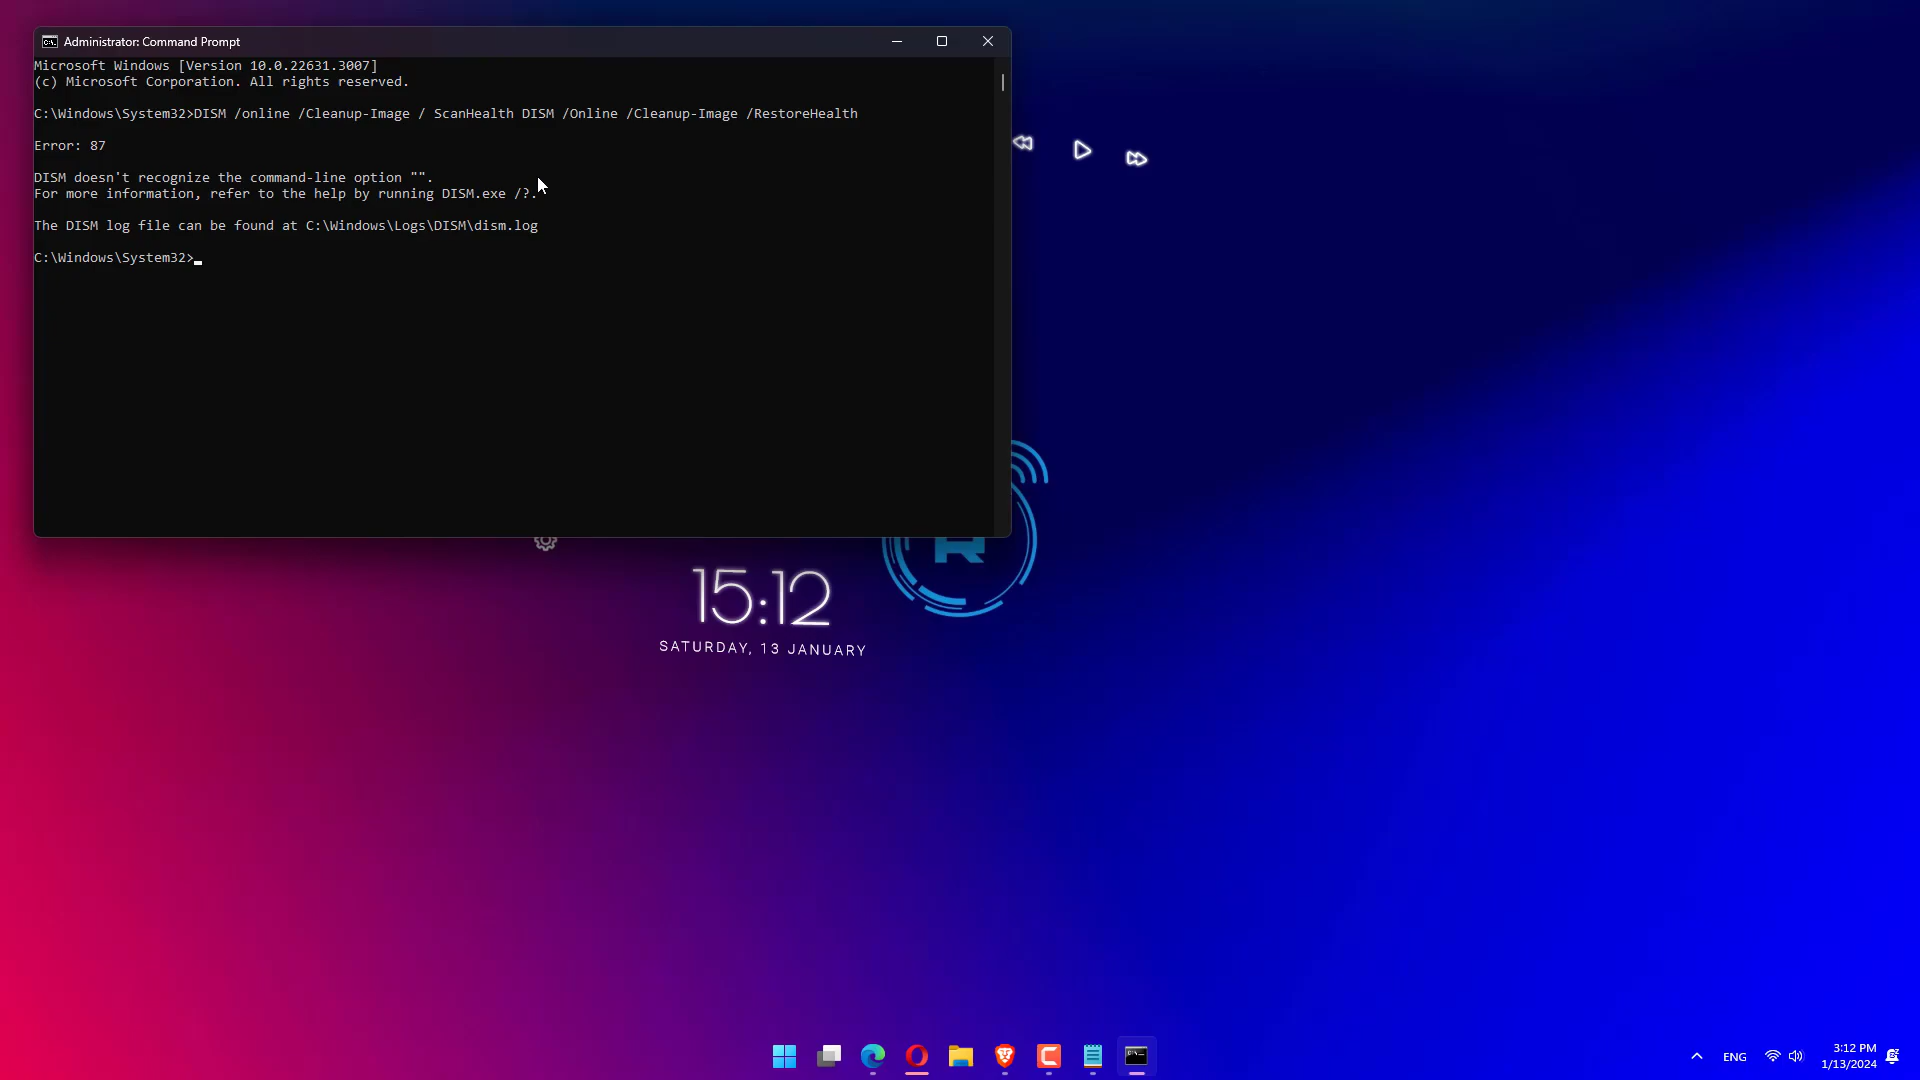 Administrator: Command Prompt
Microsoft Windows [Version 10.0.22631.3007]
(c) Microsoft Corporation. All rights reserved.
C:\Windows\System32>DISM /online /Cleanup-Image / ScanHealth DISM /Online /Cleanup-Image /RestoreHealth
Error: 87
DISM doesn't recognize the command-line option "".
For more information, refer to the help by running DISM.exe /?.
The DISM log file can be found at C:\Windows\Logs\DISM\dism.log
C:\Windows\System32>
15:12
SATURDAY, 13 JANUARY
ENG
3:12 PM
1/13/2024